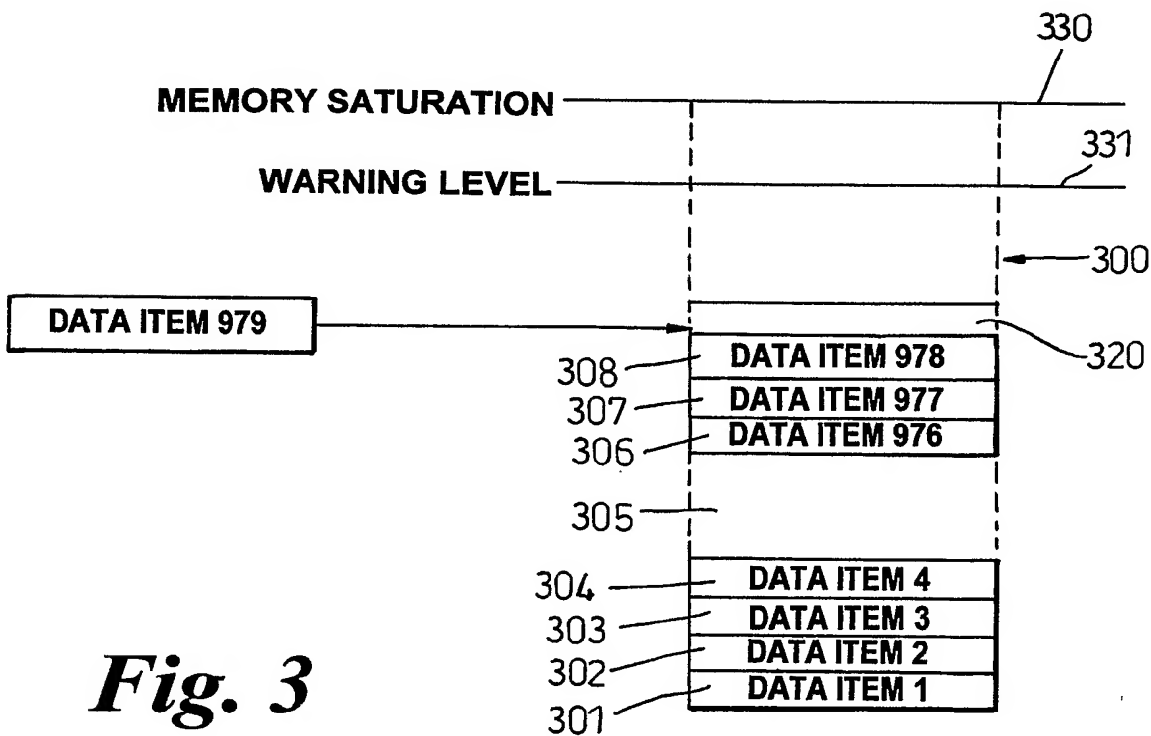 330
MEMORY SATURATION
331
WARNING LEVEL
300
DATA ITEM 979
320
308 DATA ITEM 978
307 DATA ITEM 977
306 DATA ITEM 976
305
304 DATA ITEM 4
303 DATA ITEM 3
302 DATA ITEM 2
301 DATA ITEM 1
Fig. 3